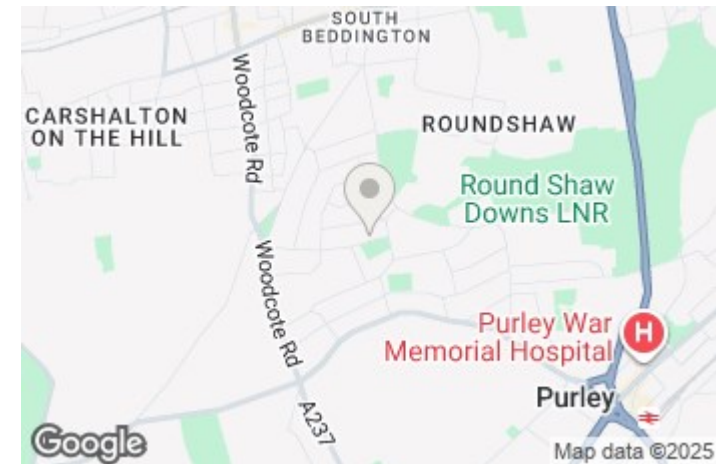 SOUTH
BEDDINGTON
CARSHALTON
ON THE HILL
Woodcote Rd
ROUNDSHAW
Round Shaw
Downs LNR
Woodcote Rd
Purley War
Memorial Hospital
H
Purley
A237
Google
Map data ©2025